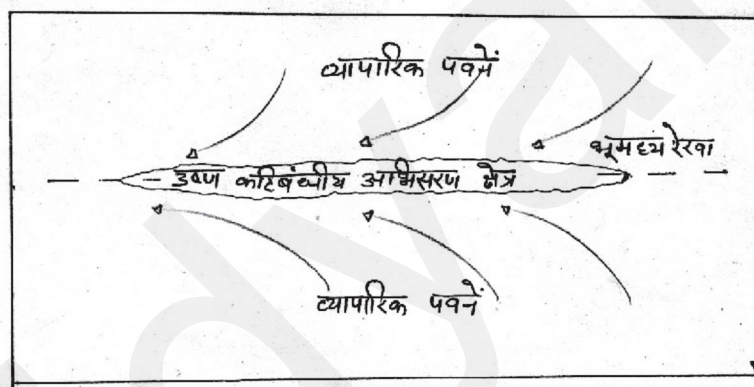 व्यापारिक पवनें
भूमध्य रेखा
उष्ण कटिबंधीय अभिसरण क्षेत्र
व्यापारिक पवनें